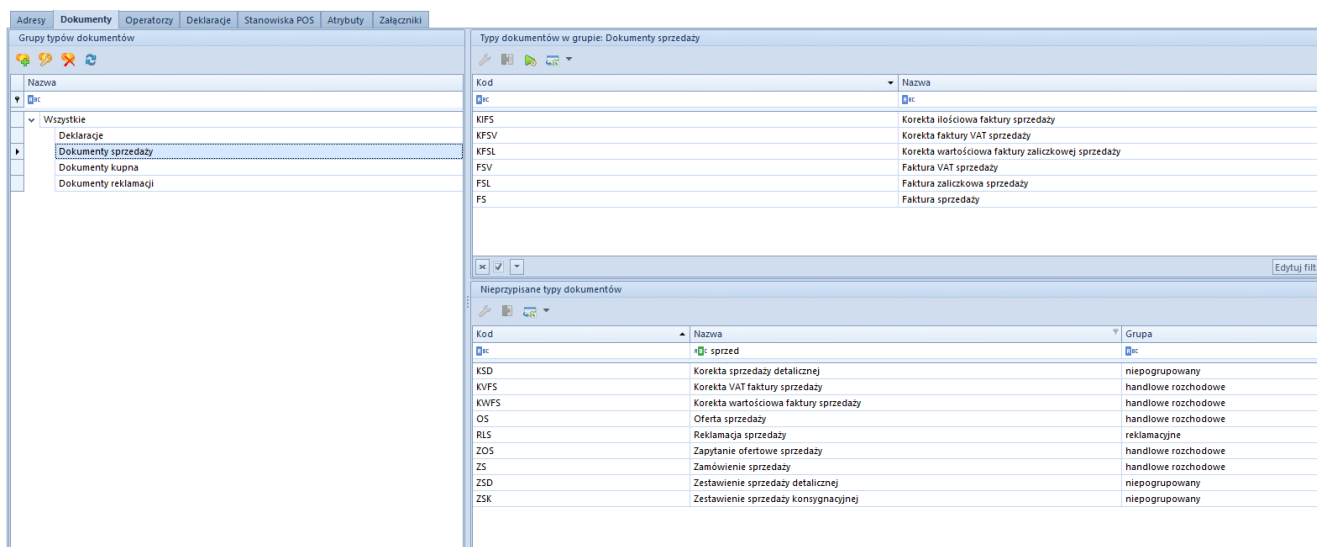 Adresy Dokumenty Operatorzy Deklaracje Stanowiska POS Atrybuty Załączniki
Grupy typów dokumentów
Nazwa
Wszystkie
Deklaracje
Dokumenty sprzedaży
Dokumenty kupna
Dokumenty reklamacji
Typy dokumentów w grupie: Dokumenty sprzedaży
Kod Nazwa
KIFS Korekta ilościowa faktury sprzedaży
KFSV Korekta faktury VAT sprzedaży
KFSL Korekta wartościowa faktury zaliczkowej sprzedaży
FSV Faktura VAT sprzedaży
FSL Faktura zaliczkowa sprzedaży
FS Faktura sprzedaży
Edytuj filt
Nieprzypisane typy dokumentów
Kod Nazwa Grupa
sprzed
KSD Korekta sprzedaży detalicznej niepogrupowany
KVFS Korekta VAT faktury sprzedaży handlowe rozchodowe
KWFS Korekta wartościowa faktury sprzedaży handlowe rozchodowe
OS Oferta sprzedaży handlowe rozchodowe
RLS Reklamacja sprzedaży reklamacyjne
ZOS Zapytanie ofertowe sprzedaży handlowe rozchodowe
ZS Zamówienie sprzedaży handlowe rozchodowe
ZSD Zestawienie sprzedaży detalicznej niepogrupowany
ZSK Zestawienie sprzedaży konsygnacyjnej niepogrupowany